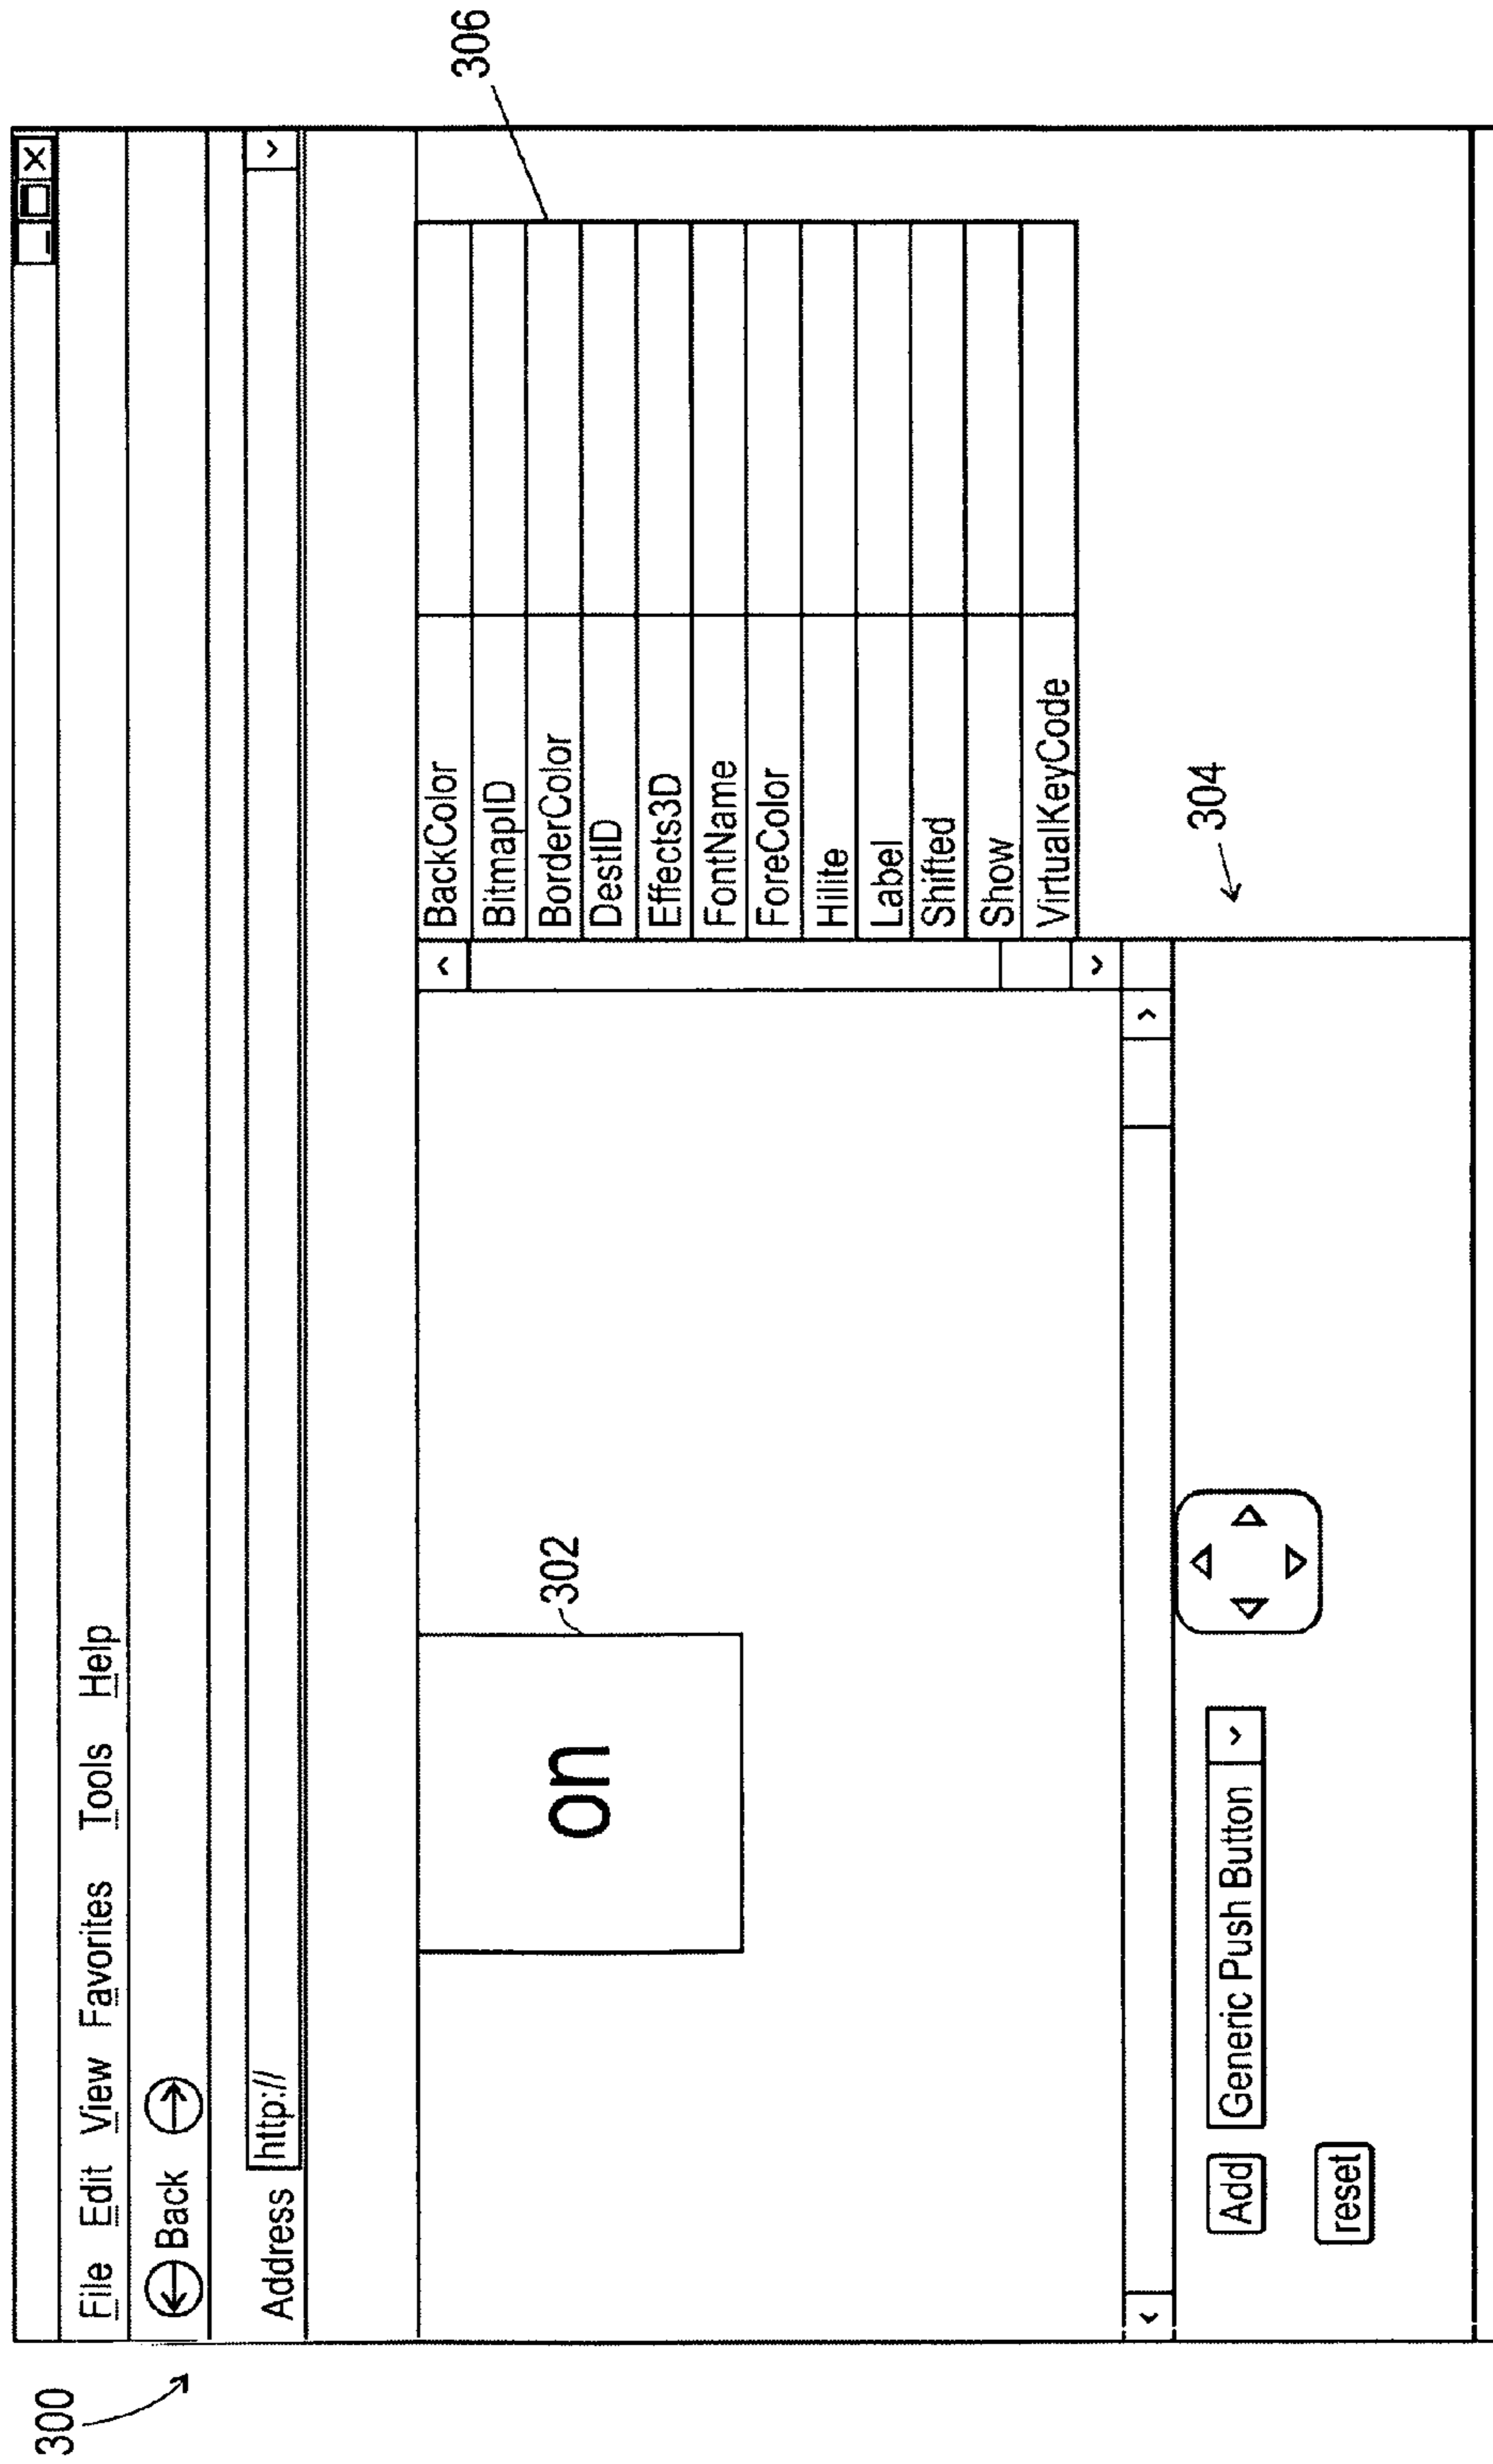 300
File Edit View Favorites Tools Help
Back
Address http://
306
BackColor
BitmapID
BorderColor
DestID
Effects3D
FontName
ForeColor
Hilite
Label
Shifted
Show
VirtualKeyCode
302
on
304
Add Generic Push Button
reset